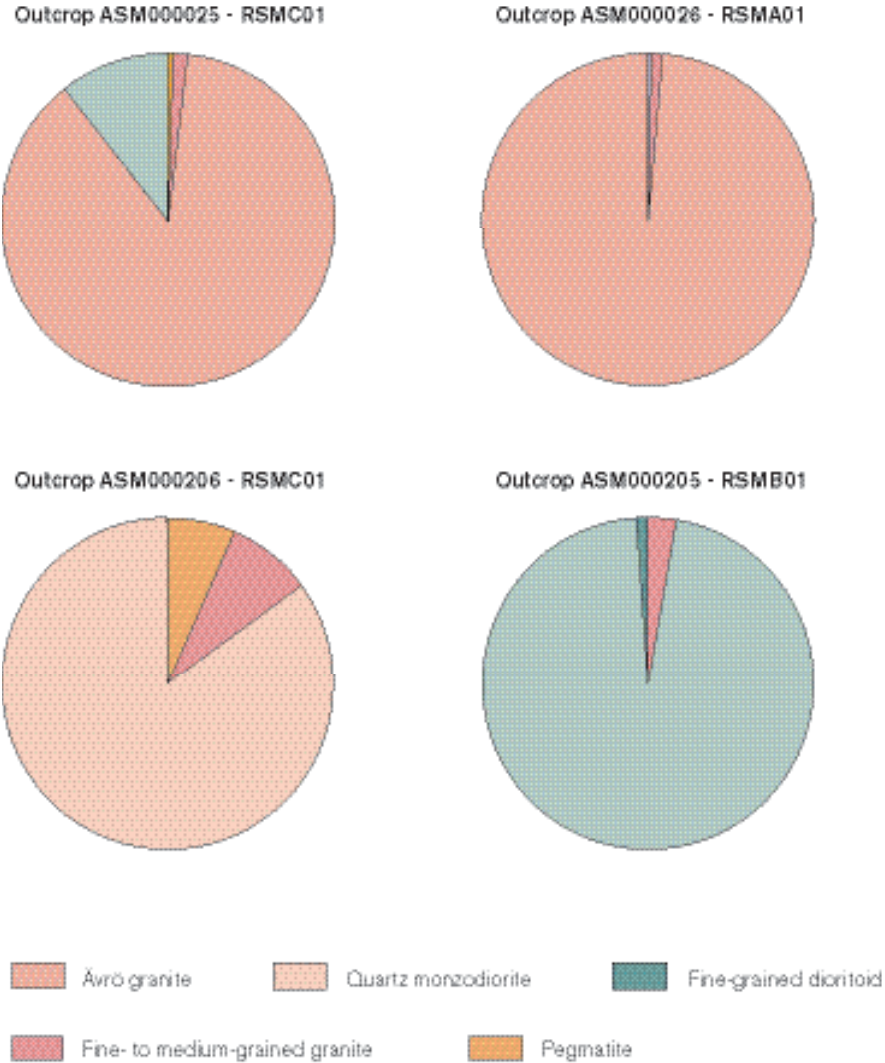 Outcrop ASM000025 - RSMC01
Outcrop ASM000026 - RSMA01
Outcrop ASM000206 - RSMC01
Outcrop ASM000205 - RSMB01
Ävrö granite
Quartz monzodiorite
Fine-grained dioritoid
Fine- to medium-grained granite
Pegmatite